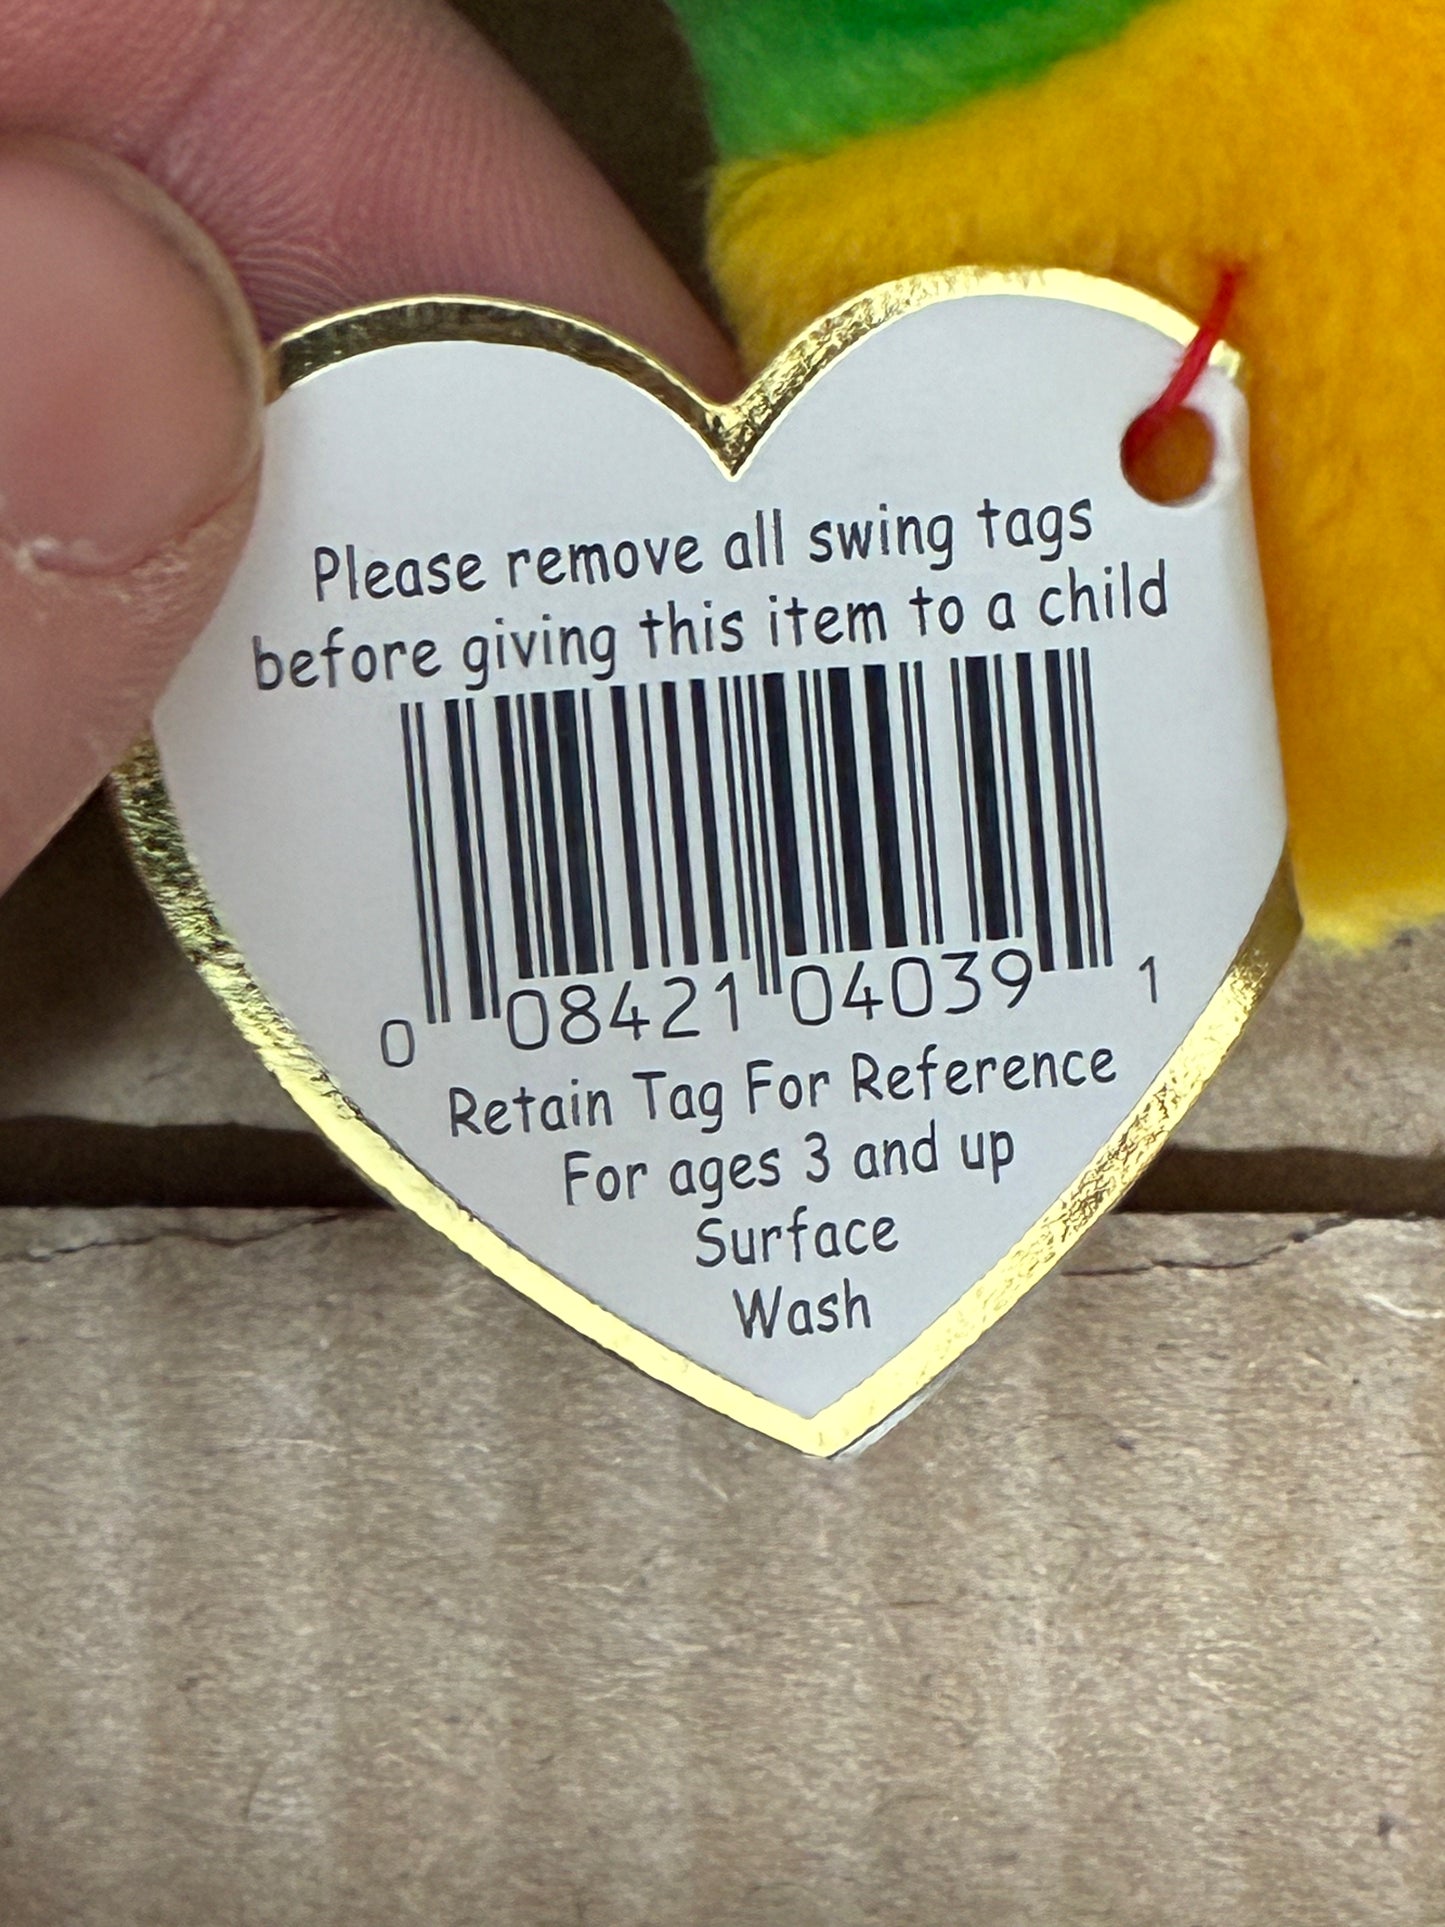 Please remove all swing tags
before giving this item to a child
0 08421 04039 1
Retain Tag For Reference
For ages 3 and up
Surface
Wash